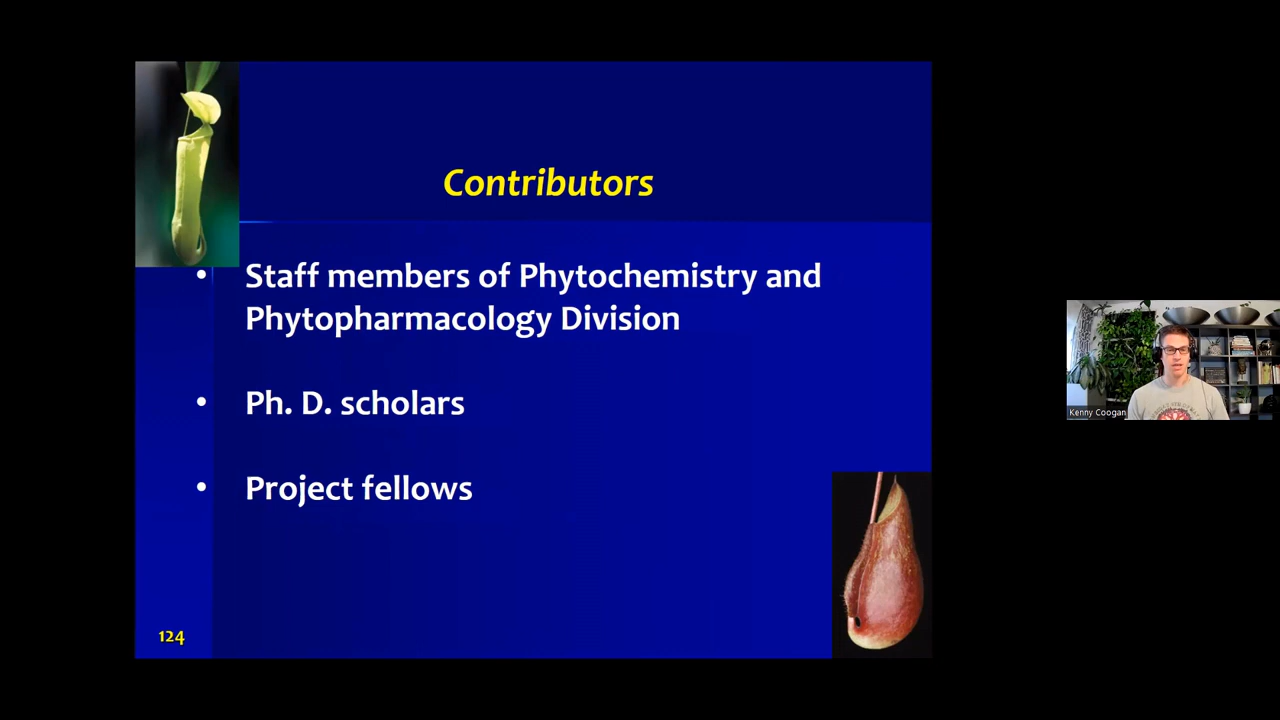 Contributors
• Staff members of Phytochemistry and
Phytopharmacology Division
• Ph. D. scholars
• Project fellows
124
Kenny Coogan